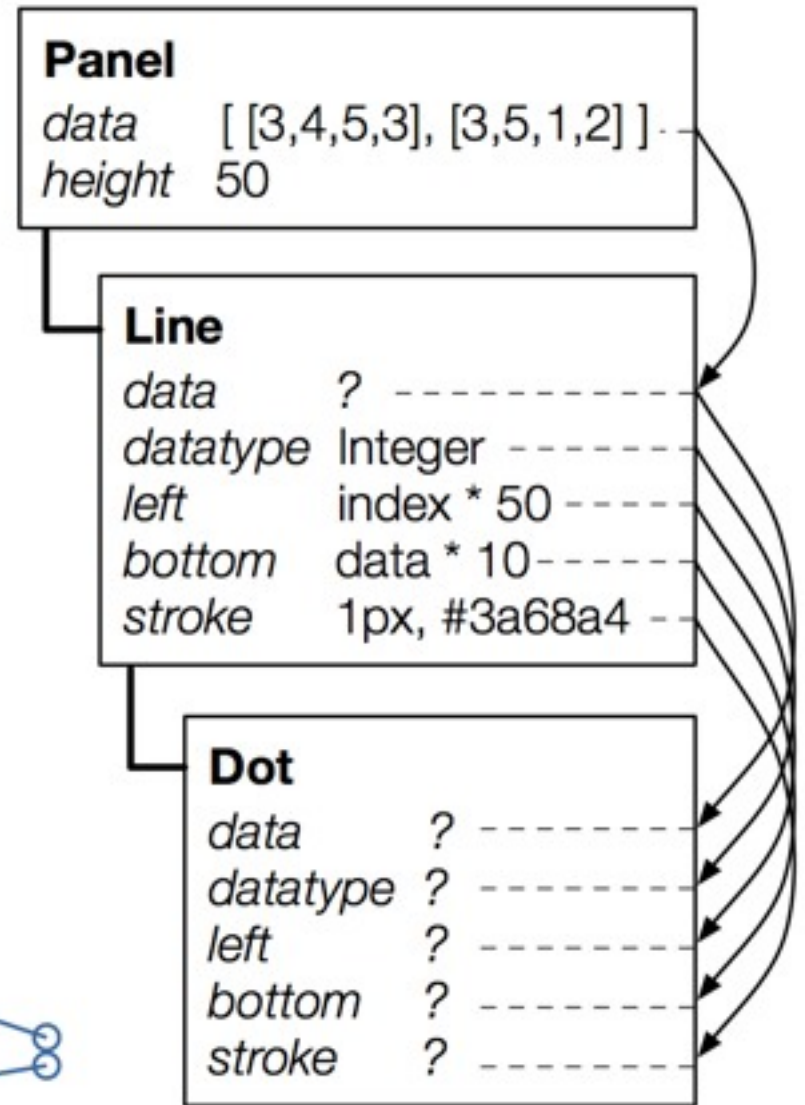 Panel
data [ [3,4,5,3], [3,5,1,2] ]
height 50
Line
data ?
datatype Integer
left index * 50
bottom data * 10
stroke 1px, #3a68a4
Dot
data ?
datatype ?
left ?
bottom ?
stroke ?